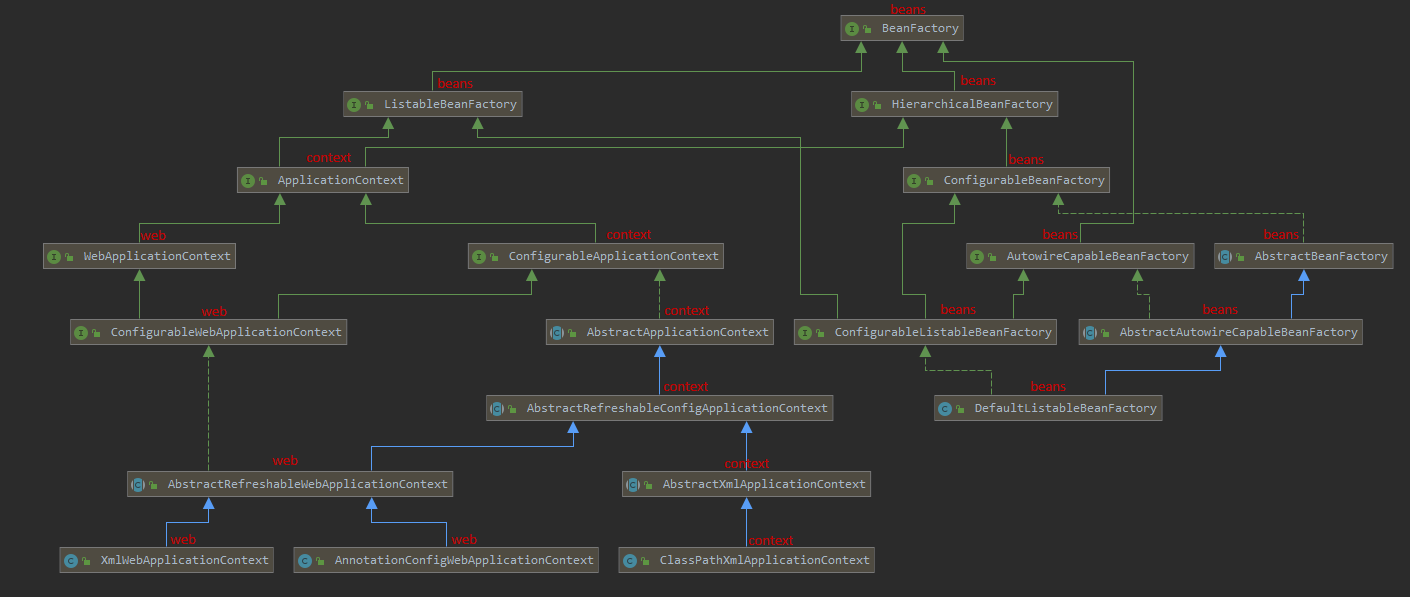 beans
BeanFactory
beans
beans
ListableBeanFactory
HierarchicalBeanFactory
context
beans
ApplicationContext
ConfigurableBeanFactory
web
context
beans
beans
WebApplicationContext
ConfigurableApplicationContext
AutowireCapableBeanFactory
AbstractBeanFactory
web
context
beans
beans
ConfigurableWebApplicationContext
AbstractApplicationContext
ConfigurableListableBeanFactory
AbstractAutowireCapableBeanFactory
context
beans
AbstractRefreshableConfigApplicationContext
DefaultListableBeanFactory
web
context
AbstractRefreshableWebApplicationContext
AbstractXmlApplicationContext
web
web
context
XmlWebApplicationContext
AnnotationConfigWebApplicationContext
ClassPathXmlApplicationContext